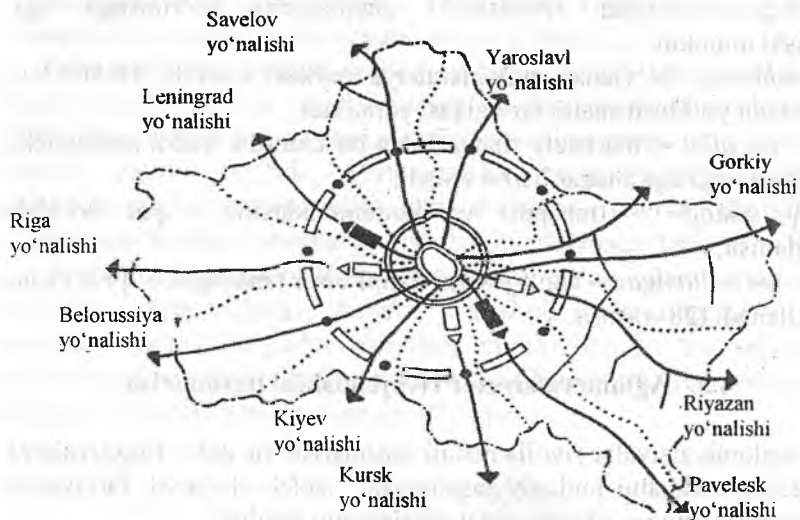 Savelov
yo‘nalishi
Yaroslavl
yo‘nalishi
Leningrad
yo‘nalishi
Gorkiy
yo‘nalishi
Riga
yo‘nalishi
Belorussiya
yo‘nalishi
Kiyev
yo‘nalishi
Kursk
yo‘nalishi
Riyazan
yo‘nalishi
Pavelesk
yo‘nalishi